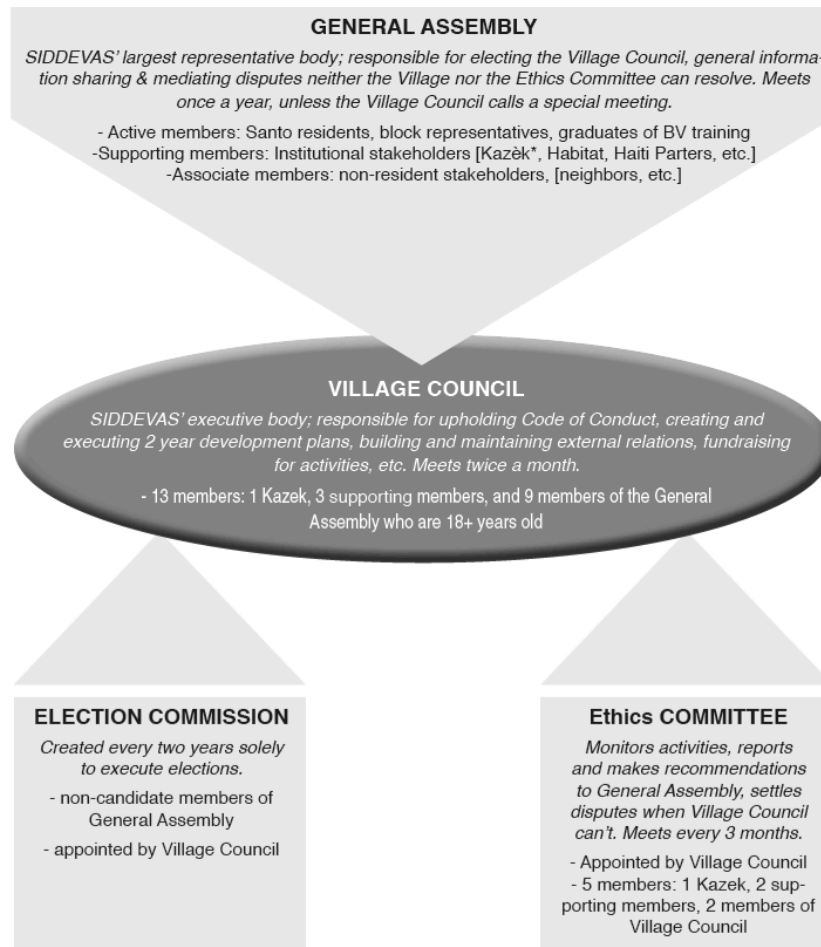 GENERAL ASSEMBLY
SIDDEVAS' largest representative body; responsible for electing the Village Council, general informa-
tion sharing & mediating disputes neither the Village nor the Ethics Committee can resolve. Meets
once a year, unless the Village Council calls a special meeting.
- Active members: Santo residents, block representatives, graduates of BV training
-Supporting members: Institutional stakeholders [Kazèk*, Habitat, Haiti Parters, etc.]
-Associate members: non-resident stakeholders, [neighbors, etc.]
VILLAGE COUNCIL
SIDDEVAS' executive body; responsible for upholding Code of Conduct, creating and
executing 2 year development plans, building and maintaining external relations, fundraising
for activities, etc. Meets twice a month.
- 13 members: 1 Kazek, 3 supporting members, and 9 members of the General
Assembly who are 18+ years old
ELECTION COMMISSION
Created every two years solely
to execute elections.
- non-candidate members of
General Assembly
- appointed by Village Council
Ethics COMMITTEE
Monitors activities, reports
and makes recommendations
to General Assembly, settles
disputes when Village Council
can't. Meets every 3 months.
- Appointed by Village Council
- 5 members: 1 Kazek, 2 sup-
porting members, 2 members of
Village Council